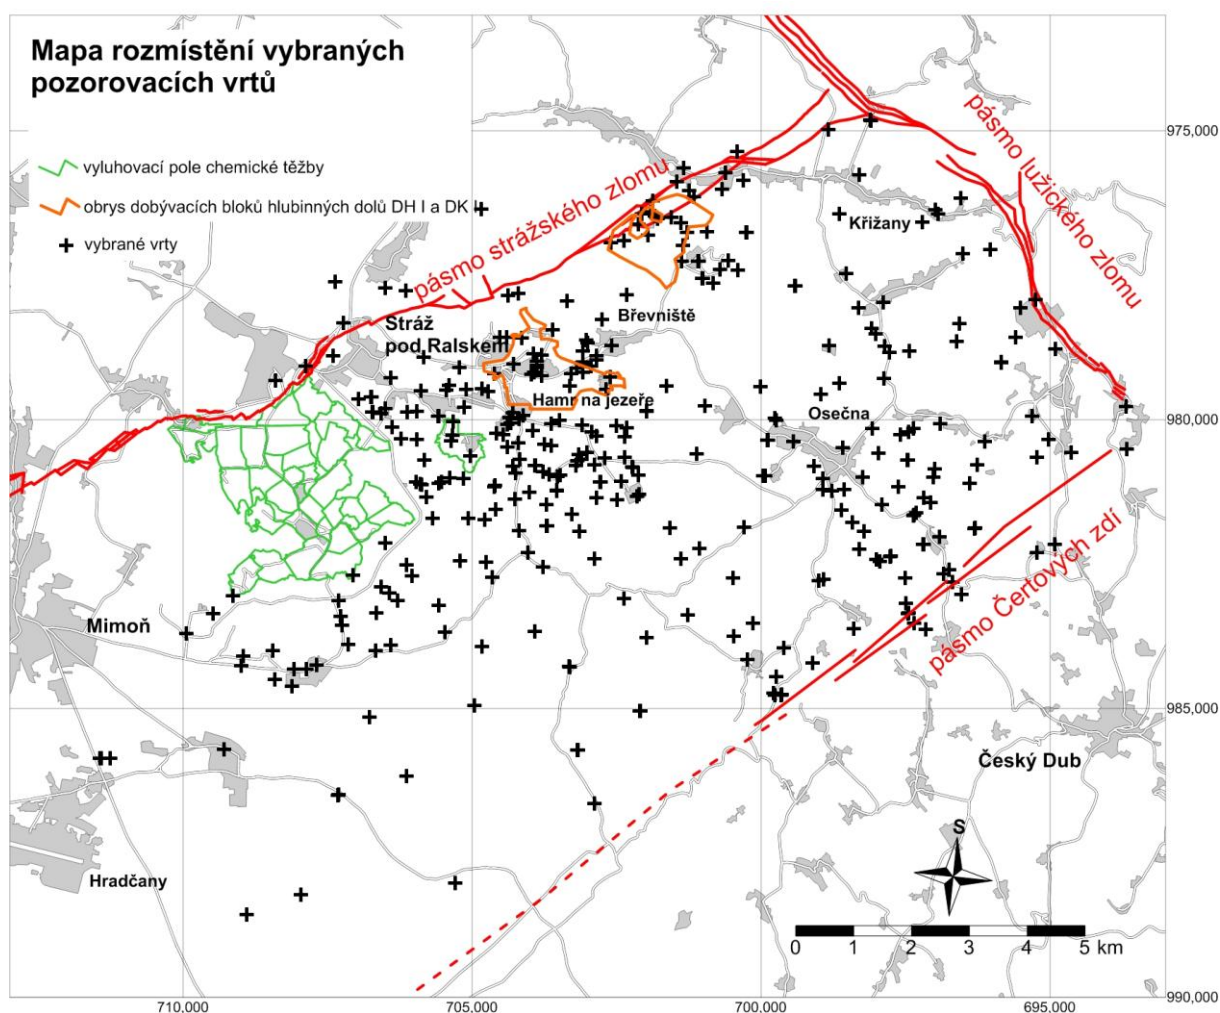 Mapa rozmístění vybraných
pozorovacích vrtů
vyluhovací pole chemické těžby
obrys dobývacích bloků hlubinných dolů DH I a DK I
vybrané vrty
pásmo strážského zlomu
pásmo lužického zlomu
975,000
Křižany
Stráž
pod Ralskem
Břevniště
Hamr na jezeře
Osečna
980,000
pásmo Čertových zdí
Mimoň
985,000
Český Dub
S
Hradčany
0 1 2 3 4 5 km
710,000 705,000 700,000 695,000 990,000